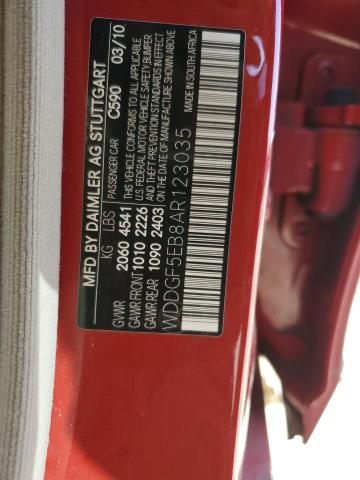 MFD BY DAIMLER AG STUTTGART
PASSENGER CAR C590 03/10
KG LBS
GVWR 2060 4541
GAWR FRONT 1010 2226
GAWR REAR 1090 2403
THIS VEHICLE CONFORMS TO ALL APPLICABLE
U.S. FEDERAL MOTOR VEHICLE SAFETY, BUMPER
AND THEFT PREVENTION STANDARDS IN EFFECT
ON THE DATE OF MANUFACTURE SHOWN ABOVE
WDDGF5EB8AR123035
MADE IN SOUTH AFRICA